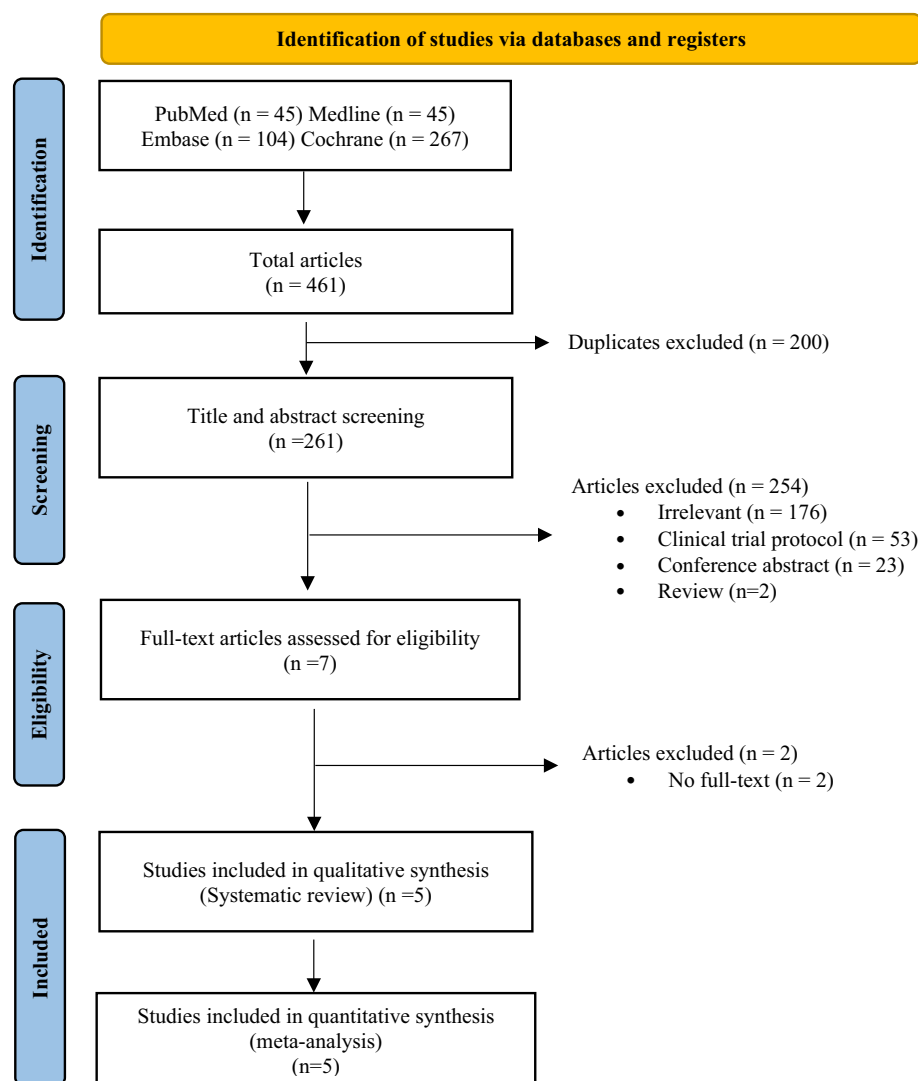 Identification of studies via databases and registers
Identification
PubMed (n = 45) Medline (n = 45)
Embase (n = 104) Cochrane (n = 267)
Total articles
(n = 461)
Duplicates excluded (n = 200)
Screening
Title and abstract screening
(n =261)
Articles excluded (n = 254)
• Irrelevant (n = 176)
• Clinical trial protocol (n = 53)
• Conference abstract (n = 23)
• Review (n=2)
Eligibility
Full-text articles assessed for eligibility
(n =7)
Articles excluded (n = 2)
• No full-text (n = 2)
Included
Studies included in qualitative synthesis
(Systematic review) (n =5)
Studies included in quantitative synthesis
(meta-analysis)
(n=5)